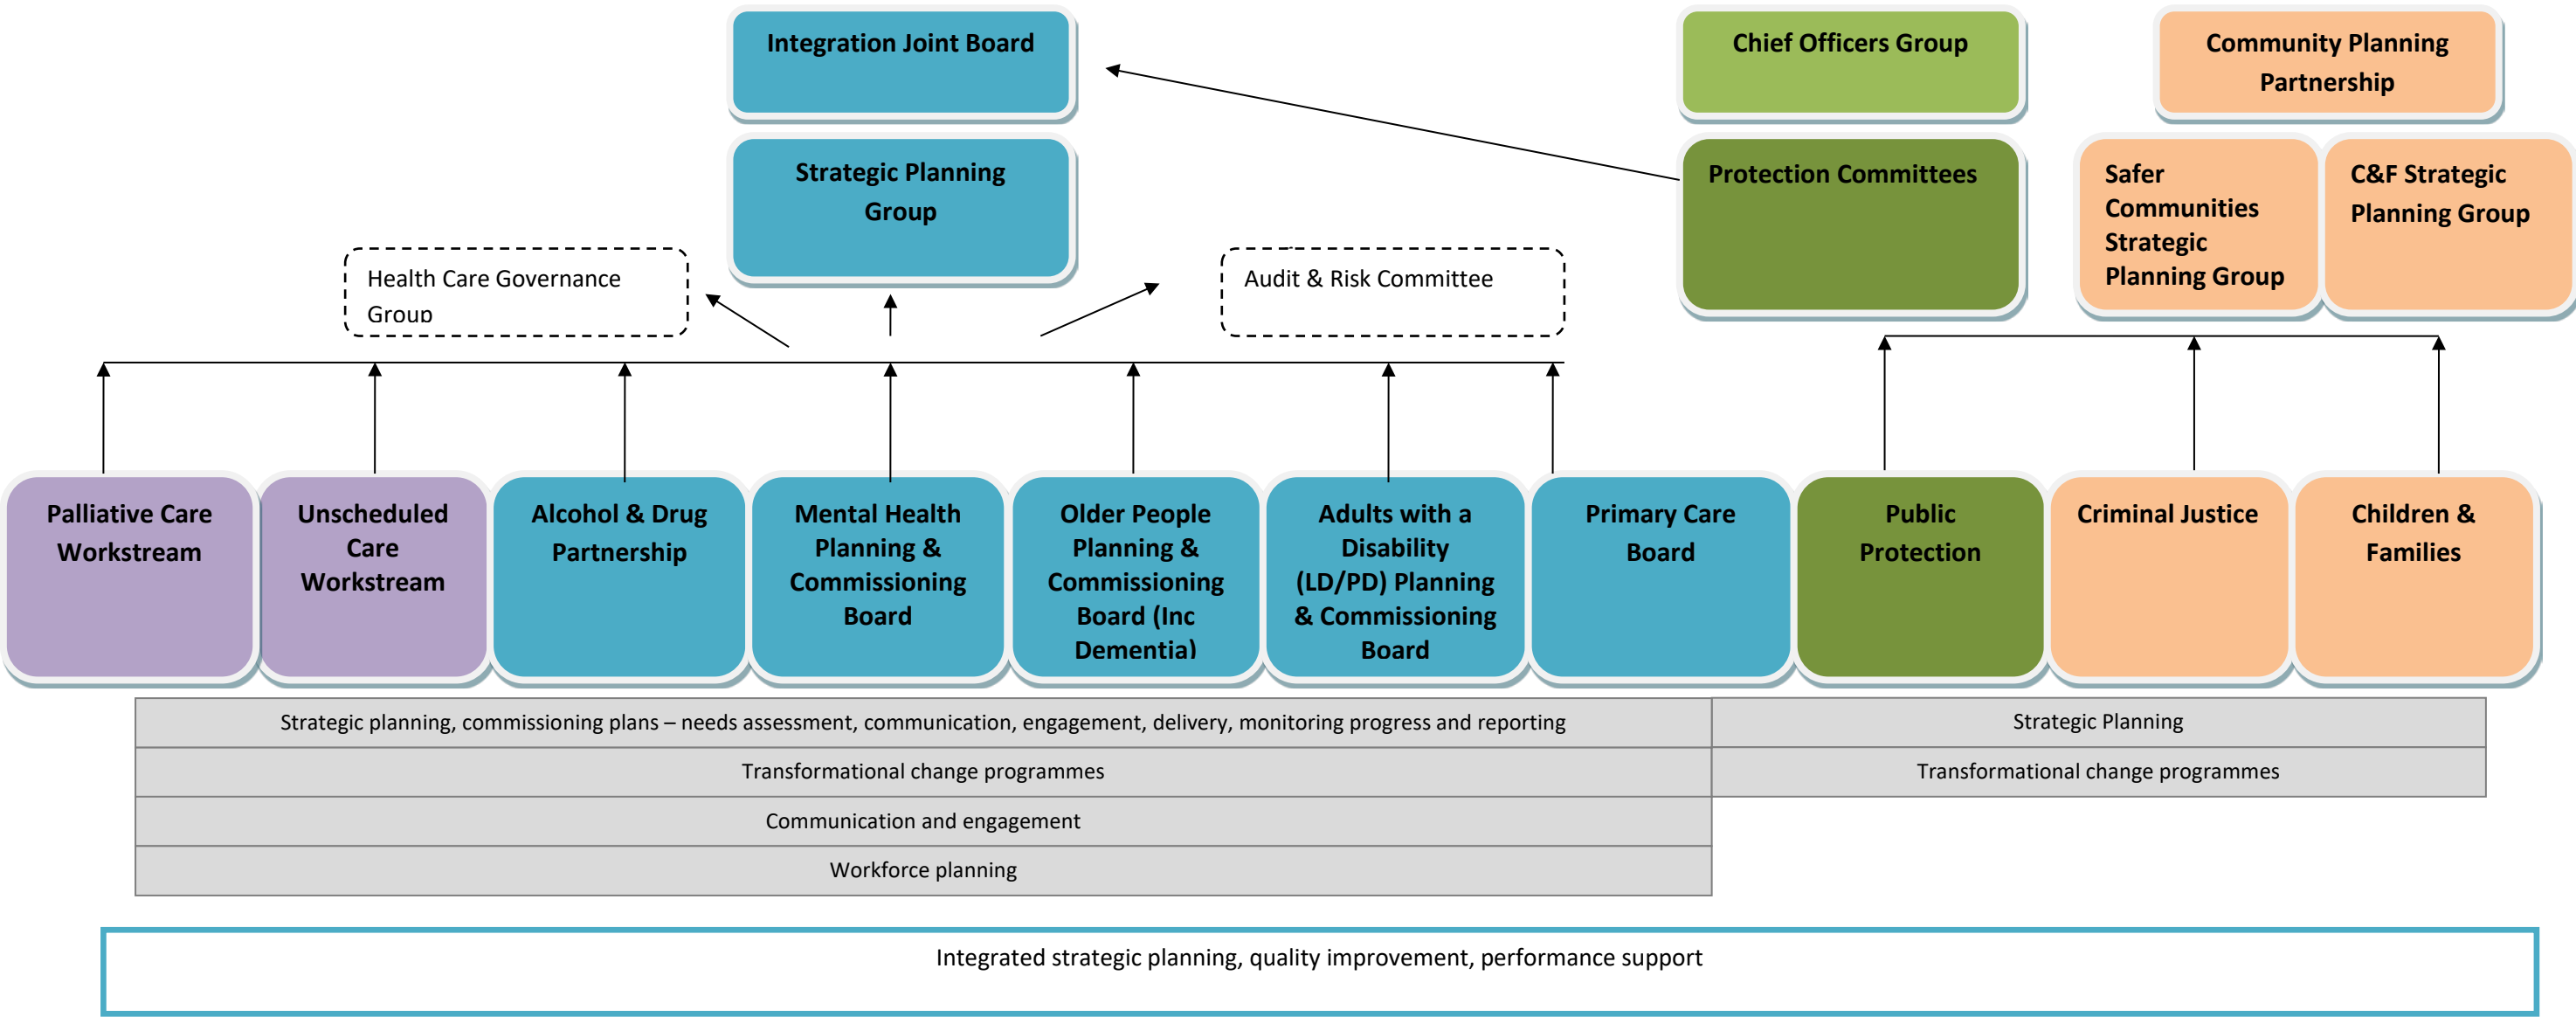 Integration Joint Board
Chief Officers Group
Community Planning
Partnership
Strategic Planning
Group
Protection Committees
Safer
Communities
Strategic
Planning Group
C&F Strategic
Planning Group
Health Care Governance
Group
Audit & Risk Committee
Palliative Care
Workstream
Unscheduled
Care
Workstream
Alcohol & Drug
Partnership
Mental Health
Planning &
Commissioning
Board
Older People
Planning &
Commissioning
Board (Inc
Dementia)
Adults with a
Disability
(LD/PD) Planning
& Commissioning
Board
Primary Care
Board
Public
Protection
Criminal Justice
Children &
Families
Strategic planning, commissioning plans – needs assessment, communication, engagement, delivery, monitoring progress and reporting
Strategic Planning
Transformational change programmes
Transformational change programmes
Communication and engagement
Workforce planning
Integrated strategic planning, quality improvement, performance support